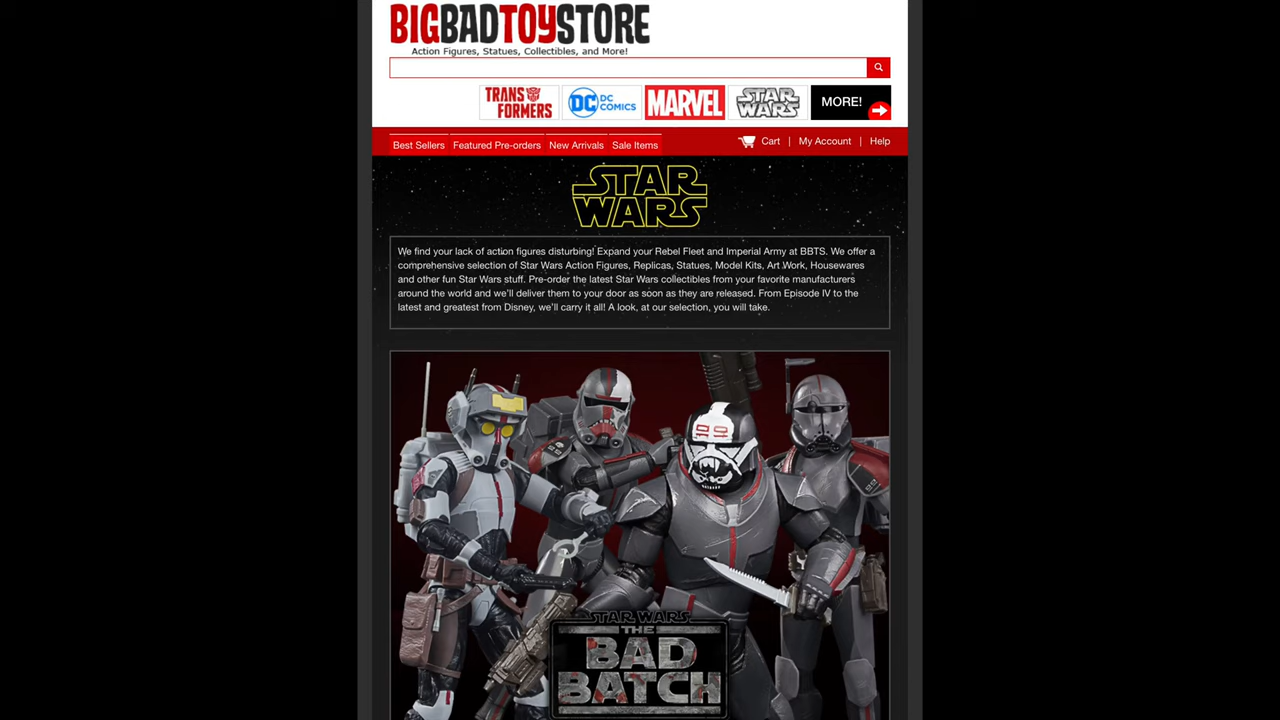 BIGBADTOYSTORE
Action Figures, Statues, Collectibles, and More!
TRANSFORMERS
DC DC COMICS
MARVEL
STAR WARS
MORE!
Best Sellers
Featured Pre-orders
New Arrivals
Sale Items
Cart | My Account | Help
STAR
WARS
We find your lack of action figures disturbing! Expand your Rebel Fleet and Imperial Army at BBTS. We offer a
comprehensive selection of Star Wars Action Figures, Replicas, Statues, Model Kits, Art Work, Housewares
and other fun Star Wars stuff. Pre-order the latest Star Wars collectibles from your favorite manufacturers
around the world and we'll deliver them to your door as soon as they are released. From Episode IV to the
latest and greatest from Disney, we'll carry it all! A look, at our selection, you will take.
STAR WARS
THE
BAD
BATCH